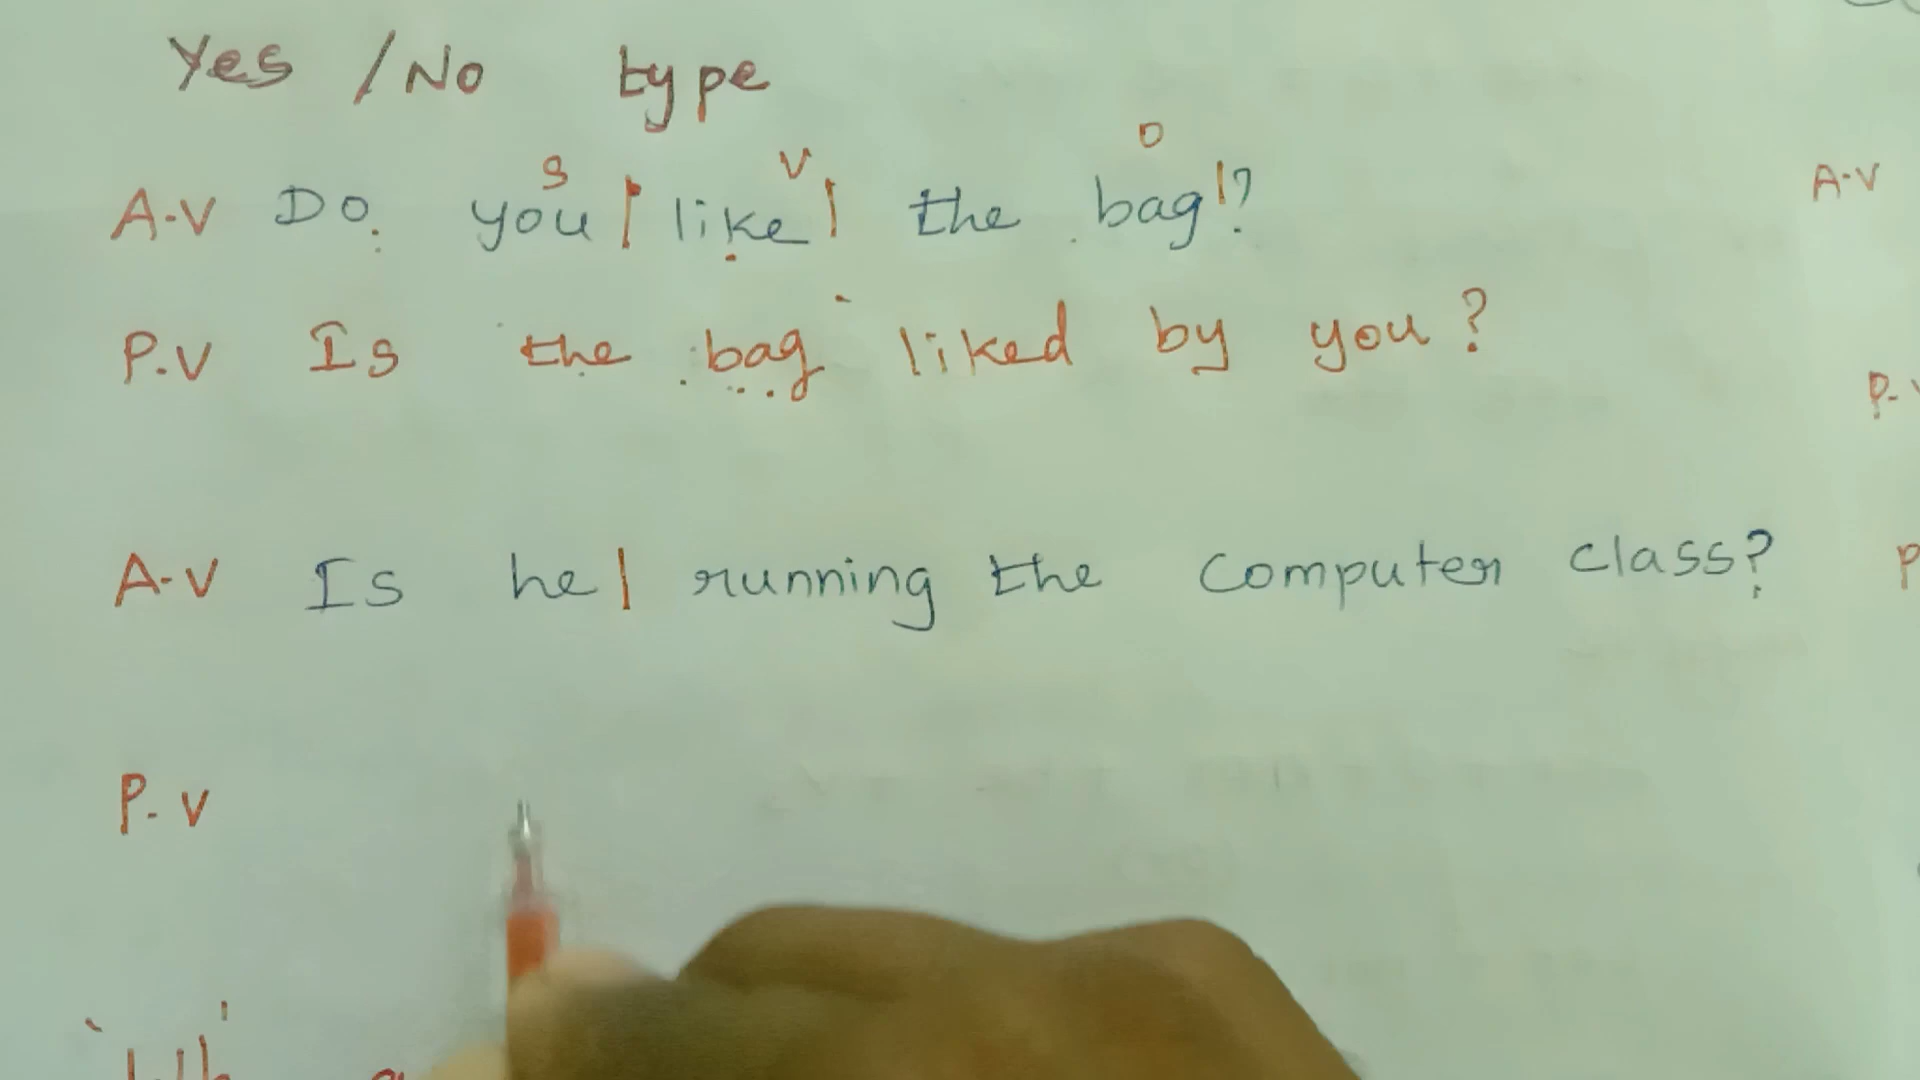 Yes / No type
S V O
A.V Do you | like | the bag |?
P.V Is the bag liked by you?
A-V Is he | running the computer class?
P-V
A-V
P-
P
'Wh'